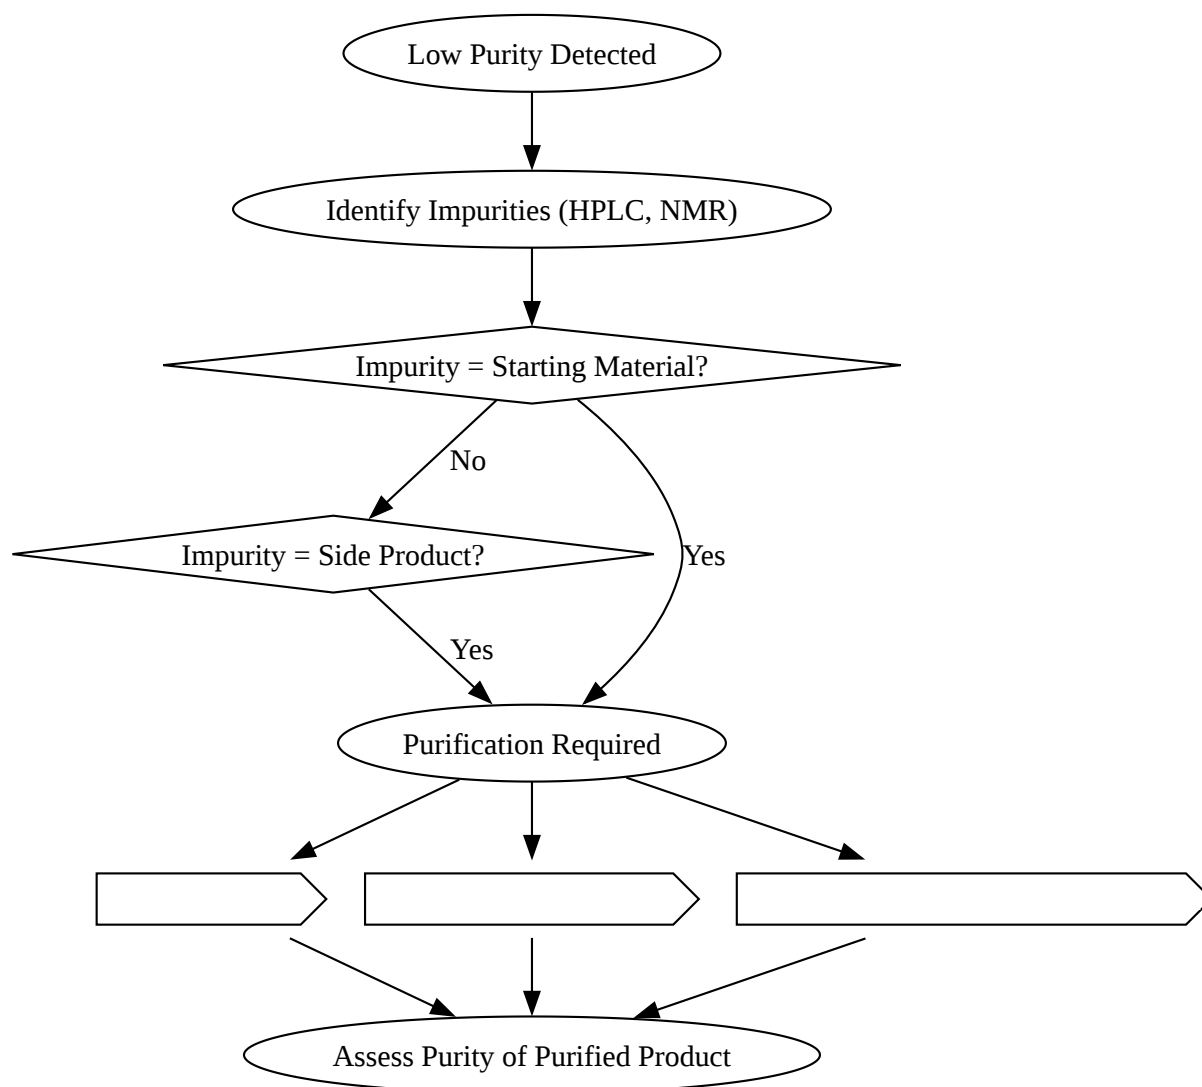 Low Purity Detected
Identify Impurities (HPLC, NMR)
Impurity = Starting Material?
No
Impurity = Side Product?
Yes
Yes
Purification Required
Assess Purity of Purified Product